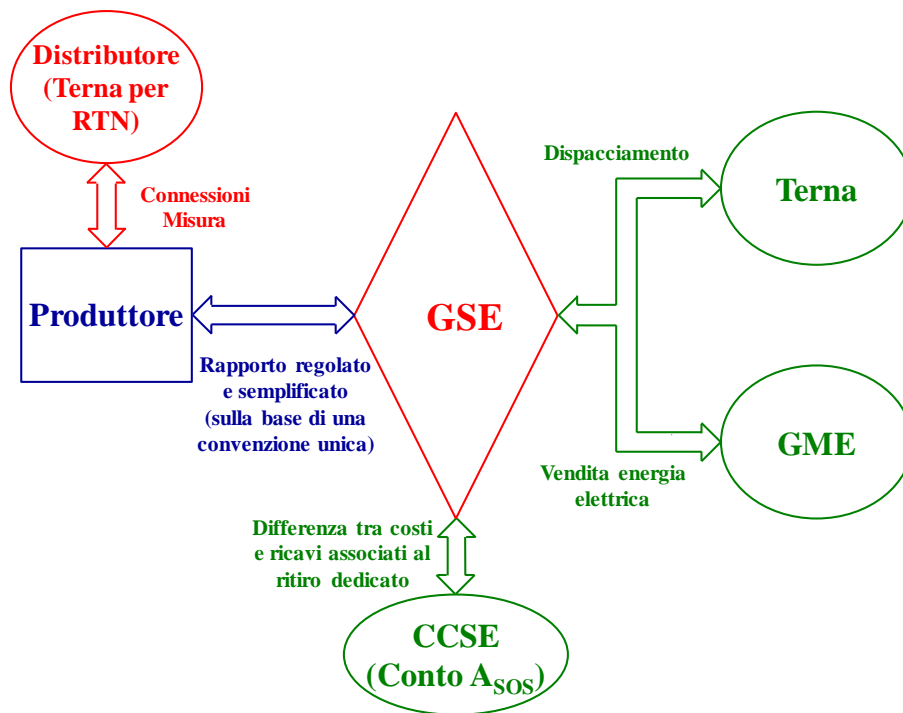 Distributore
(Terna per
RTN)
Connessioni
Misura
Produttore
Rapporto regolato
e semplificato
(sulla base di una
convenzione unica)
GSE
Dispacciamento
Terna
GME
Vendita energia
elettrica
Differenza tra costi
e ricavi associati al
ritiro dedicato
CCSE
(Conto ASOS)